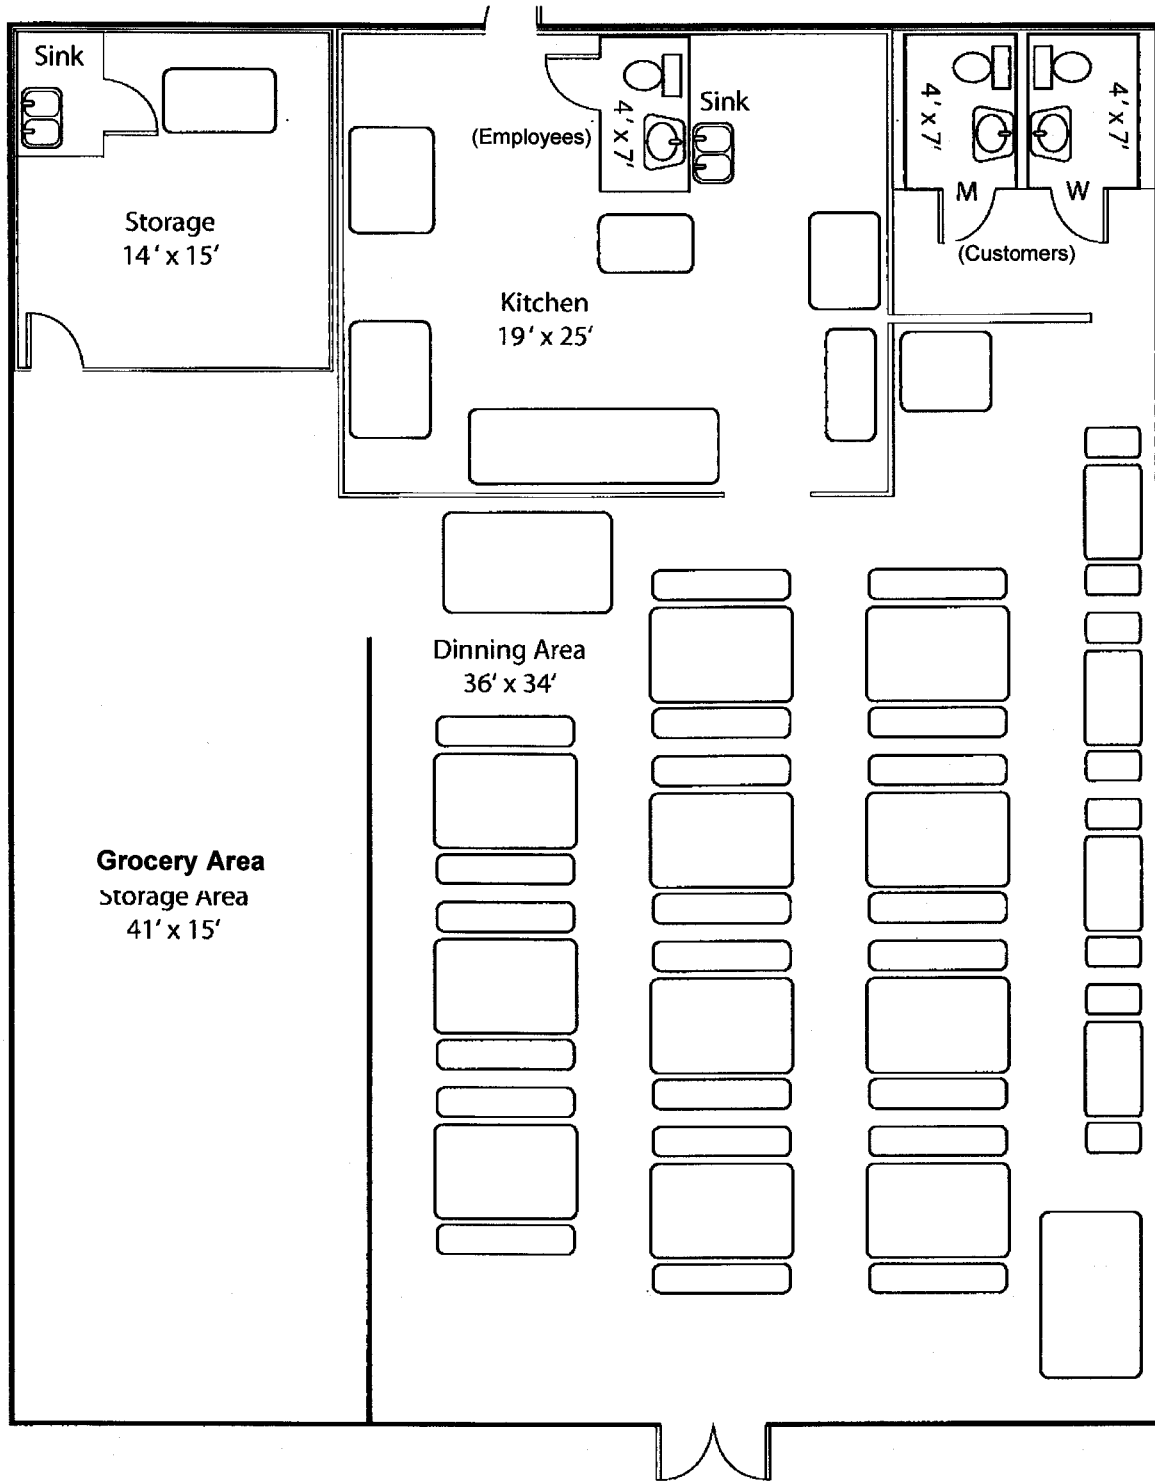 Sink
Storage
14' x 15'
(Employees)
4' x 7'
Sink
Kitchen
19' x 25'
4' x 7'
4' x 7'
M
W
(Customers)
Dinning Area
36' x 34'
Grocery Area
Storage Area
41' x 15'